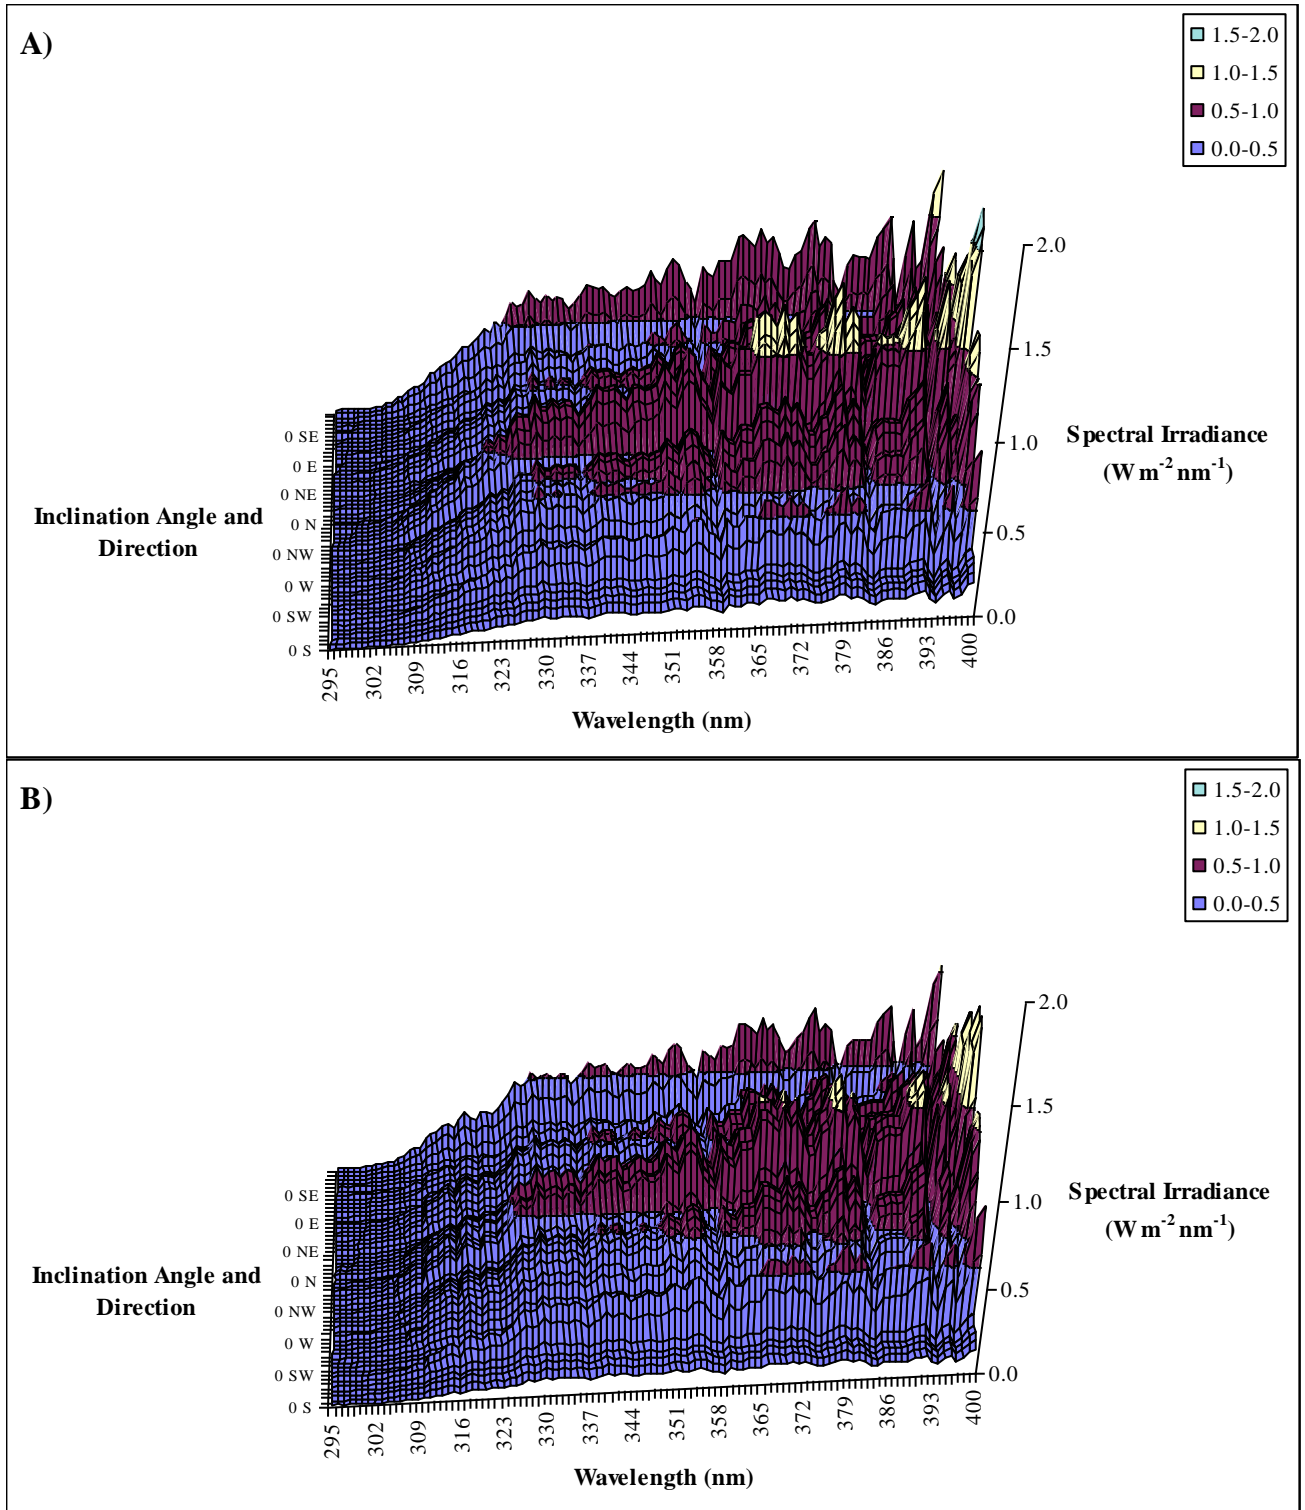 A)
1.5-2.0
1.0-1.5
0.5-1.0
0.0-0.5
2.0
1.5
1.0
0.5
0.0
Spectral Irradiance
(W m-2 nm-1)
0 SE
0 E
0 NE
0 N
0 NW
0 W
0 SW
0 S
Inclination Angle and
Direction
295 302 309 316 323 330 337 344 351 358 365 372 379 386 393 400
Wavelength (nm)
B)
1.5-2.0
1.0-1.5
0.5-1.0
0.0-0.5
2.0
1.5
1.0
0.5
0.0
Spectral Irradiance
(W m-2 nm-1)
0 SE
0 E
0 NE
0 N
0 NW
0 W
0 SW
0 S
Inclination Angle and
Direction
295 302 309 316 323 330 337 344 351 358 365 372 379 386 393 400
Wavelength (nm)